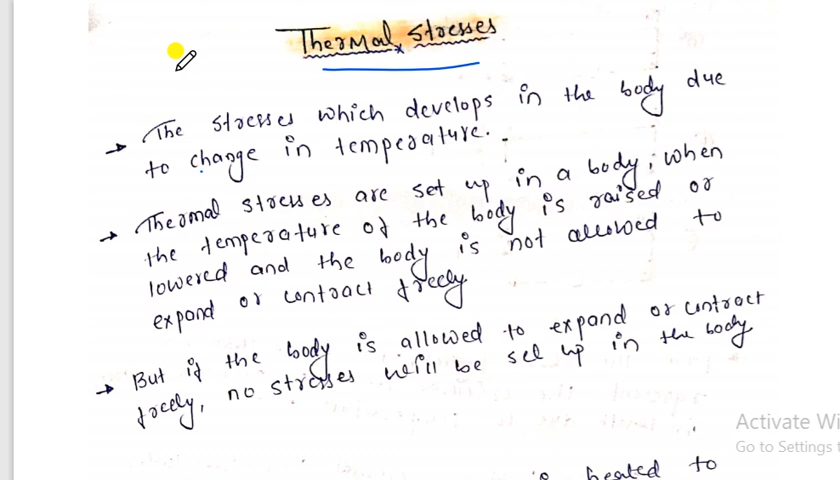 Thermal Stresses
→ The stresses which develops in the body due
to change in temperature.
→ Thermal stresses are set up in a body, when
the temperature of the body is raised or
lowered and the body is not allowed to
expand or contract freely
→ But if the body is allowed to expand or contract
freely, no stresses will be set up in the body
is heated to
Activate Wi
Go to Settings t